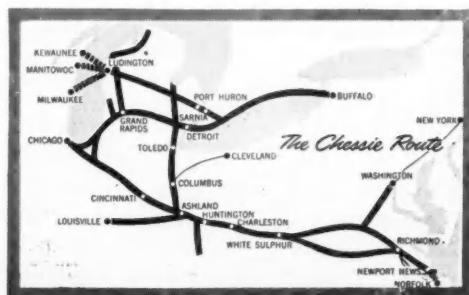 KEWAUNEE
LUDINGTON
MANITOWOC
MILWAUKEE
PORT HURON
BUFFALO
SARNIA
GRAND
RAPIDS
DETROIT
NEW YORK
CHICAGO
TOLEDO
The Chessie Route
CLEVELAND
WASHINGTON
COLUMBUS
CINCINNATI
ASHLAND
LOUISVILLE
HUNTINGTON
CHARLESTON
RICHMOND
WHITE SULPHUR
NEWPORT NEWS
NORFOLK